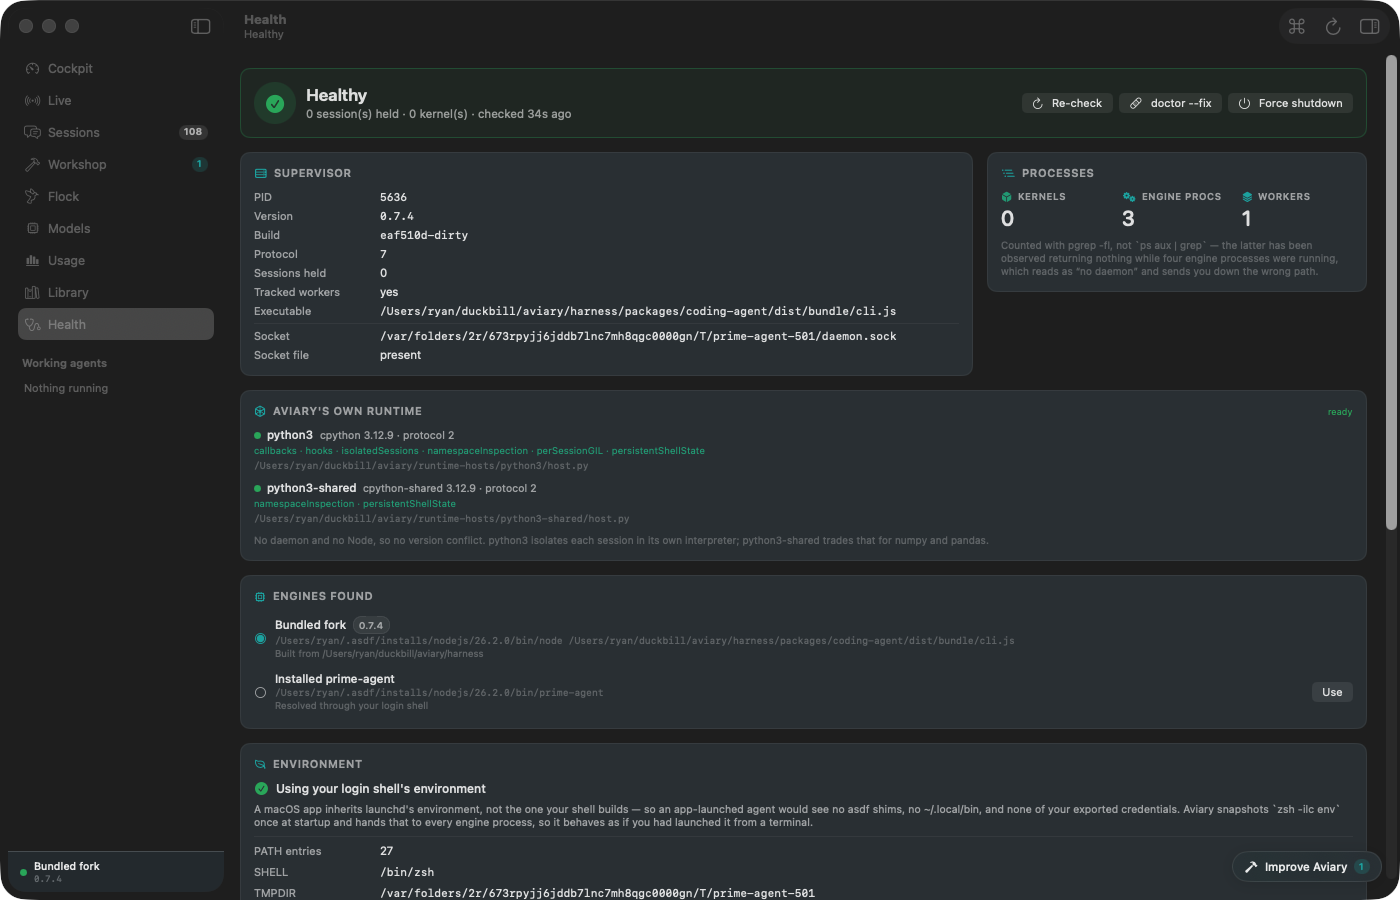 Health
Healthy
Cockpit
Live
Sessions 108
Workshop 1
Flock
Models
Usage
Library
Health
Working agents
Nothing running
Bundled fork
0.7.4
Healthy
0 session(s) held · 0 kernel(s) · checked 34s ago
Re-check
doctor --fix
Force shutdown
SUPERVISOR
PID 5636
Version 0.7.4
Build eaf510d-dirty
Protocol 7
Sessions held 0
Tracked workers yes
Executable /Users/ryan/duckbill/aviary/harness/packages/coding-agent/dist/bundle/cli.js
Socket /var/folders/2r/673rpyjj6jddb7lnc7mh8qgc0000gn/T/prime-agent-501/daemon.sock
Socket file present
PROCESSES
KERNELS ENGINE PROCS WORKERS
0 3 1
Counted with pgrep -fl, not `ps aux | grep` — the latter has been
observed returning nothing while four engine processes were running,
which reads as “no daemon” and sends you down the wrong path.
AVIARY'S OWN RUNTIME ready
python3 cpython 3.12.9 · protocol 2
callbacks · hooks · isolatedSessions · namespaceInspection · perSessionGIL · persistentShellState
/Users/ryan/duckbill/aviary/runtime-hosts/python3/host.py
python3-shared cpython-shared 3.12.9 · protocol 2
namespaceInspection · persistentShellState
/Users/ryan/duckbill/aviary/runtime-hosts/python3-shared/host.py
No daemon and no Node, so no version conflict. python3 isolates each session in its own interpreter; python3-shared trades that for numpy and pandas.
ENGINES FOUND
Bundled fork 0.7.4
/Users/ryan/.asdf/installs/nodejs/26.2.0/bin/node /Users/ryan/duckbill/aviary/harness/packages/coding-agent/dist/bundle/cli.js
Built from /Users/ryan/duckbill/aviary/harness
Installed prime-agent
/Users/ryan/.asdf/installs/nodejs/26.2.0/bin/prime-agent
Resolved through your login shell
Use
ENVIRONMENT
Using your login shell's environment
A macOS app inherits launchd's environment, not the one your shell builds — so an app-launched agent would see no asdf shims, no ~/.local/bin, and none of your exported credentials. Aviary snapshots `zsh -ilc env`
once at startup and hands that to every engine process, so it behaves as if you had launched it from a terminal.
PATH entries 27
SHELL /bin/zsh
TMPDIR /var/folders/2r/673rpyjj6jddb7lnc7mh8qgc0000gn/T/prime-agent-501
Improve Aviary 1